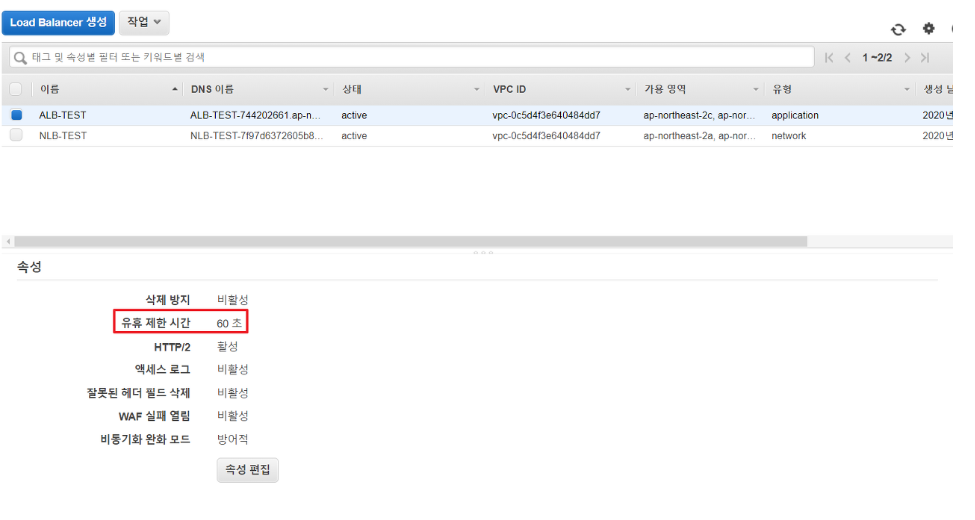 Load Balancer 생성 작업
태그 및 속성별 필터 또는 키워드별 검색 1 ~2/2
이름 DNS 이름 상태 VPC ID 가용 영역 유형 생성 날
ALB-TEST ALB-TEST-744202661.ap-n... active vpc-0c5d4f3e640484dd7 ap-northeast-2c, ap-nor... application 2020년
NLB-TEST NLB-TEST-7f97d6372605b8... active vpc-0c5d4f3e640484dd7 ap-northeast-2a, ap-nor... network 2020년
속성
삭제 방지 비활성
유휴 제한 시간 60 초
HTTP/2 활성
액세스 로그 비활성
잘못된 헤더 필드 삭제 비활성
WAF 실패 열림 비활성
비동기화 완화 모드 방어적
속성 편집